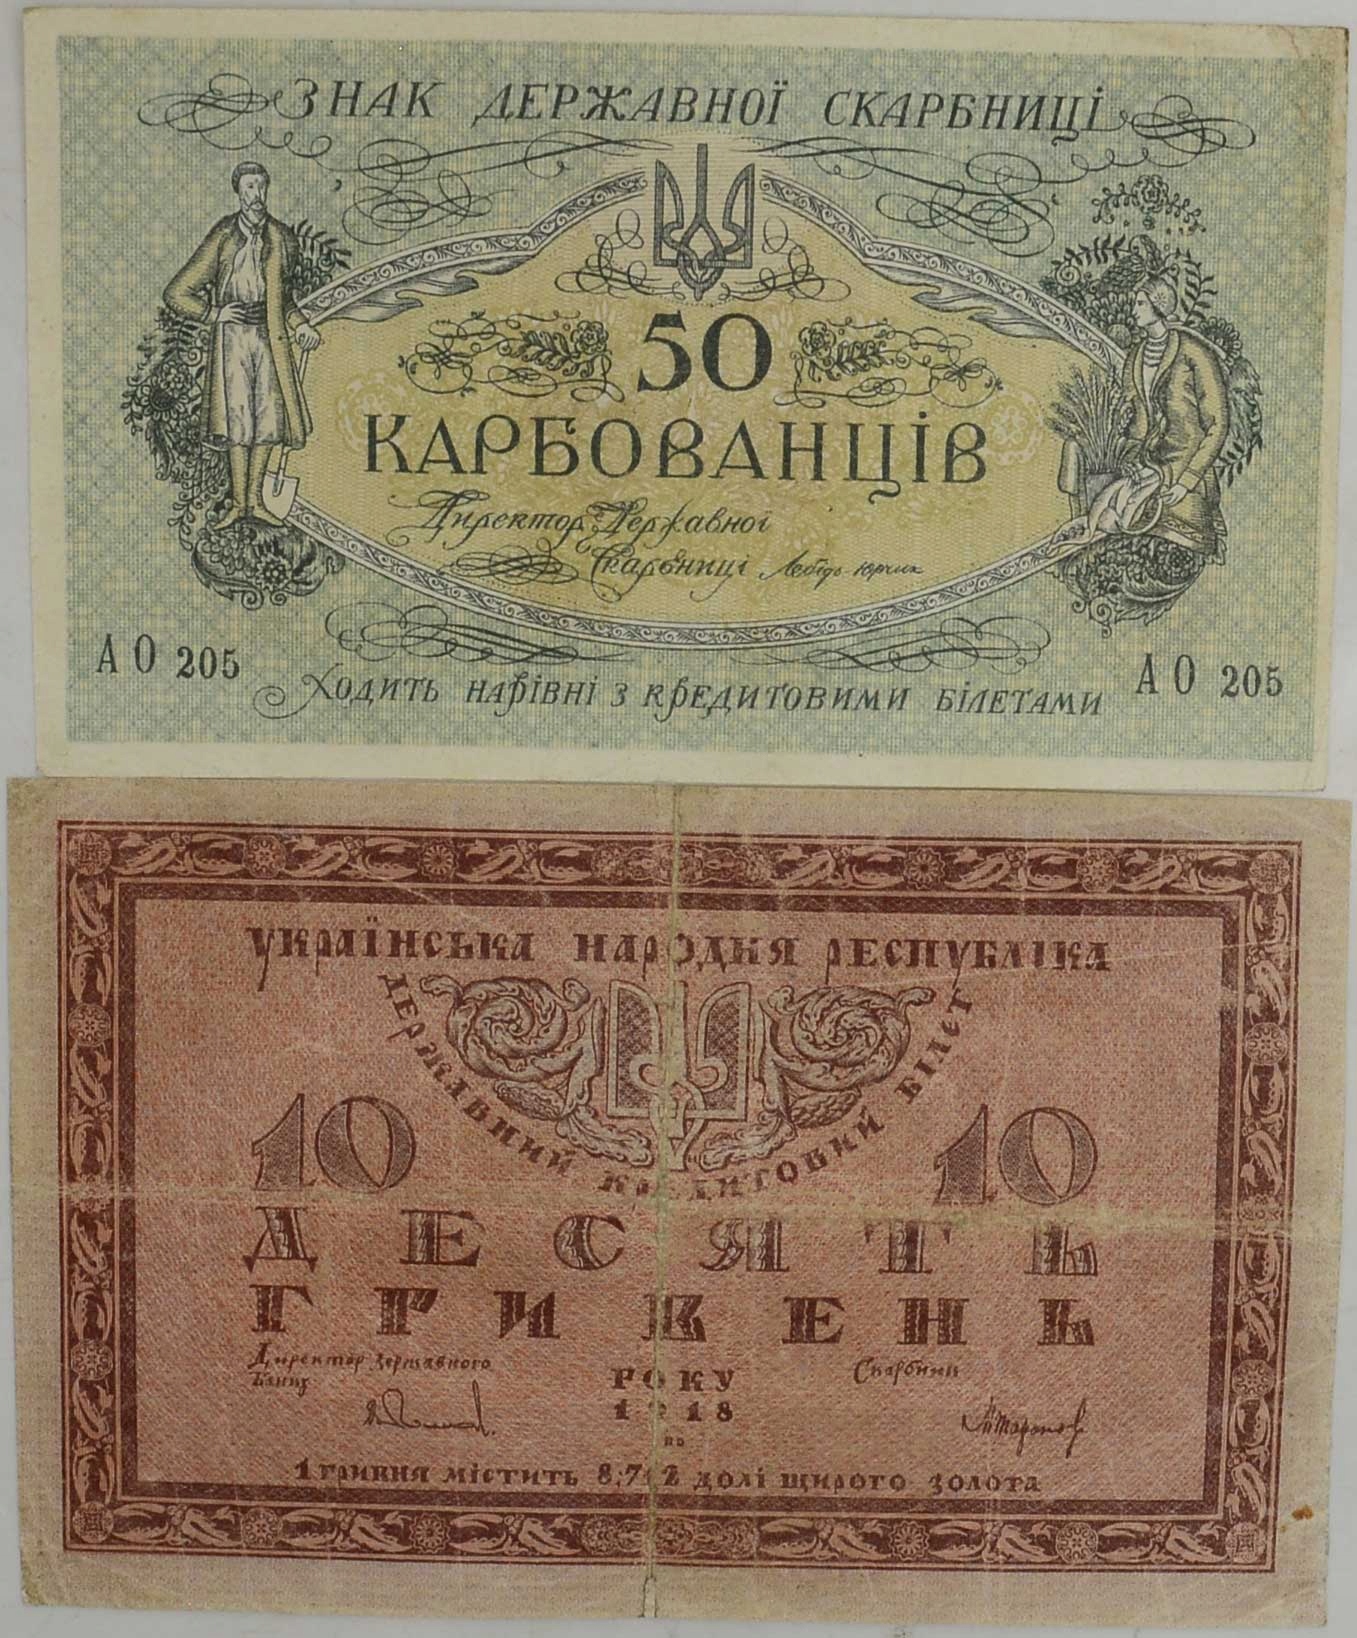 ЗНАК ДЕРЖАВНОЇ СКАРБНИЦІ
50
КАРБОВАНЦІВ
Директор Державної
Скарбниці Лебідь-Юрчик
АО 205
АО 205
Ходить нарівні з кредитовими білетами
УКРАЇНСЬКА НАРОДНЯ РЕСПУБЛІКА
ДЕРЖАВНИЙ КРЕДИТОВИЙ БІЛЕТ
10
10
ДЕСЯТЬ
ГРИВЕНЬ
Директор державного
банку
Скарбник
РОКУ
1918
1 гривня містить 8,712 долі щирого золота